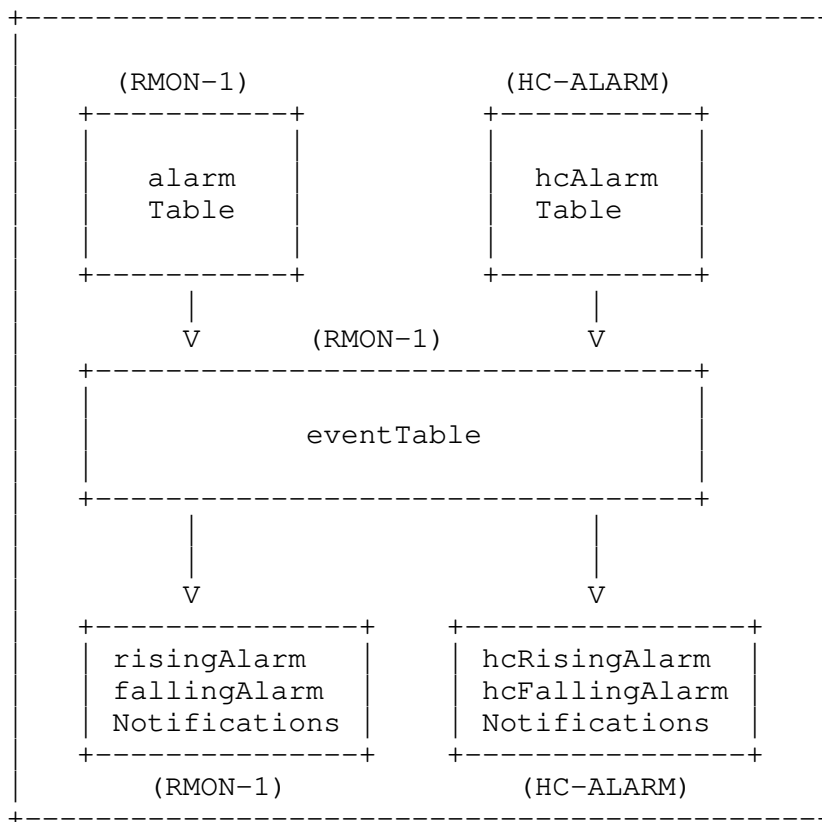 (RMON-1) (HC-ALARM)
alarm hcAlarm
Table Table
V (RMON-1) V
eventTable
V V
risingAlarm hcRisingAlarm
fallingAlarm hcFallingAlarm
Notifications Notifications
(RMON-1) (HC-ALARM)